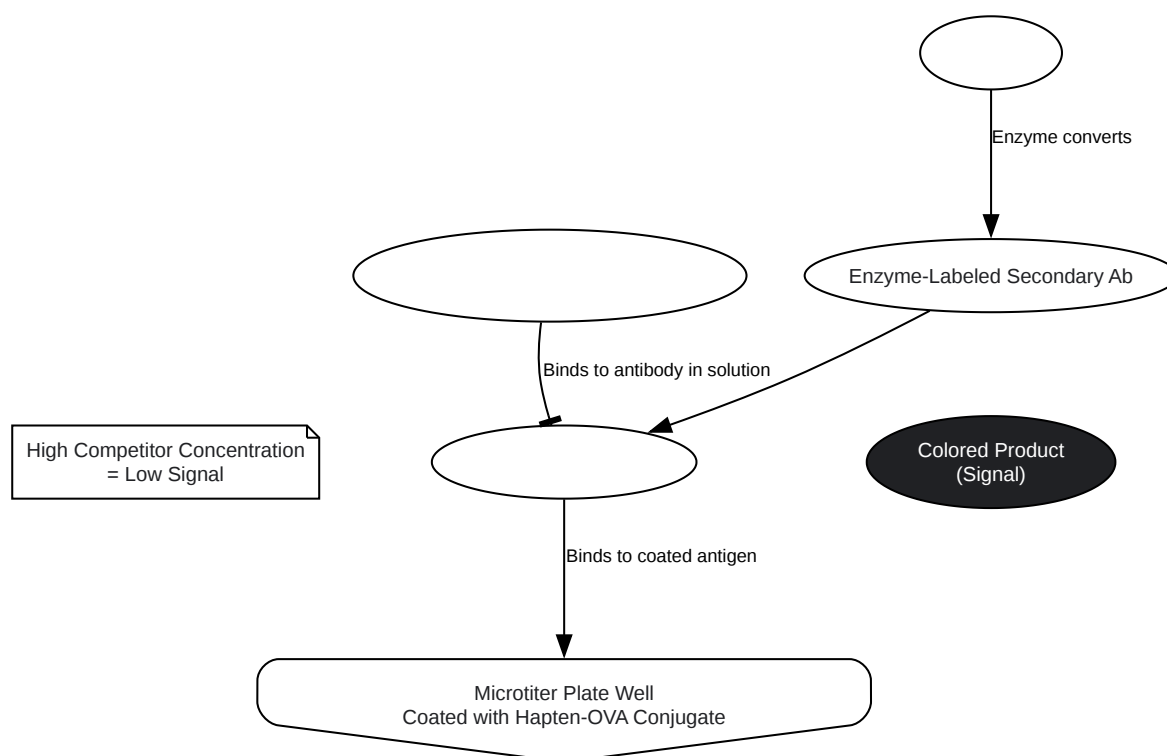 Enzyme converts
Enzyme-Labeled Secondary Ab
Binds to antibody in solution
High Competitor Concentration
= Low Signal
Colored Product
(Signal)
Binds to coated antigen
Microtiter Plate Well
Coated with Hapten-OVA Conjugate